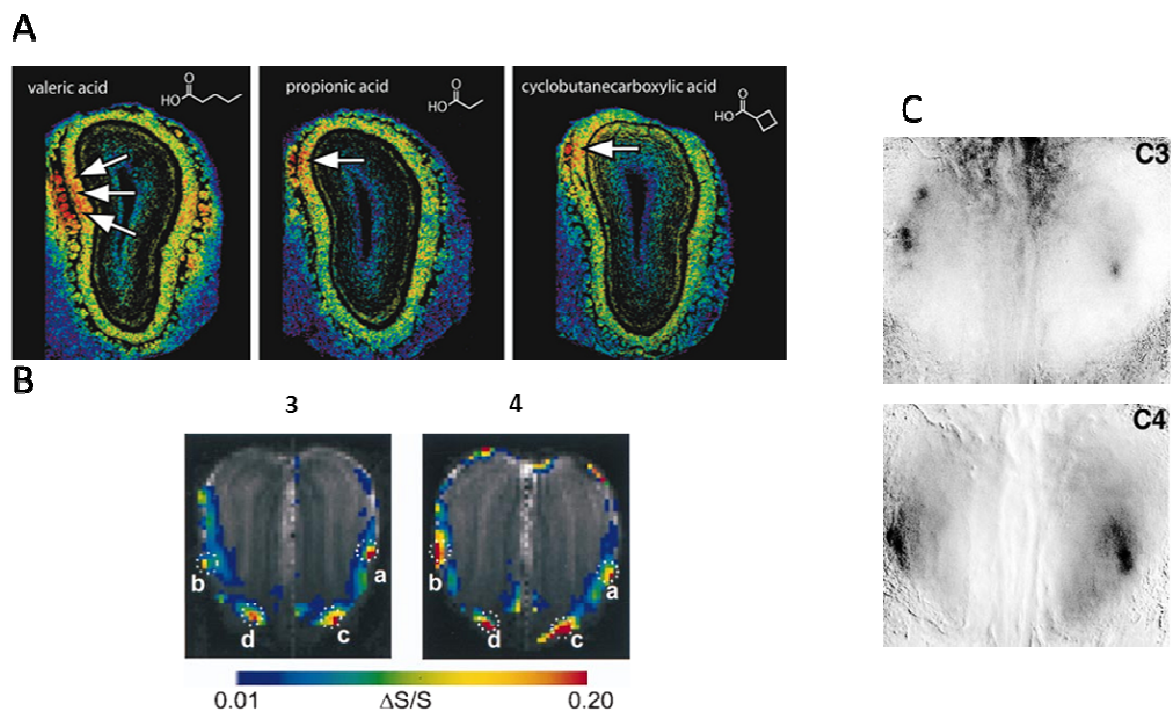 A
valeric acid
O
HO
propionic acid
O
HO
cyclobutanecarboxylic acid
O
HO
B
3
4
b
a
d
c
b
a
d
c
0.01
ΔS/S
0.20
C
C3
C4